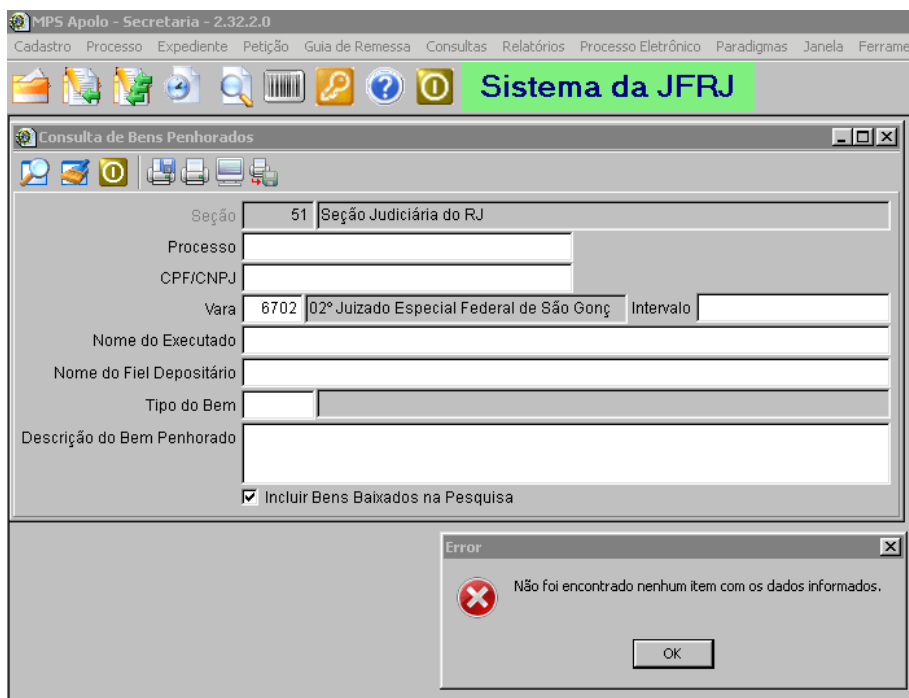 MPS Apolo - Secretaria - 2.32.2.0
Cadastro Processo Expediente Petição Guia de Remessa Consultas Relatórios Processo Eletrônico Paradigmas Janela Ferrame
Sistema da JFRJ
Consulta de Bens Penhorados
Seção 51 Seção Judiciária do RJ
Processo
CPF/CNPJ
Vara 6702 02º Juizado Especial Federal de São Gonç Intervalo
Nome do Executado
Nome do Fiel Depositário
Tipo do Bem
Descrição do Bem Penhorado
Incluir Bens Baixados na Pesquisa
Error
Não foi encontrado nenhum item com os dados informados.
OK